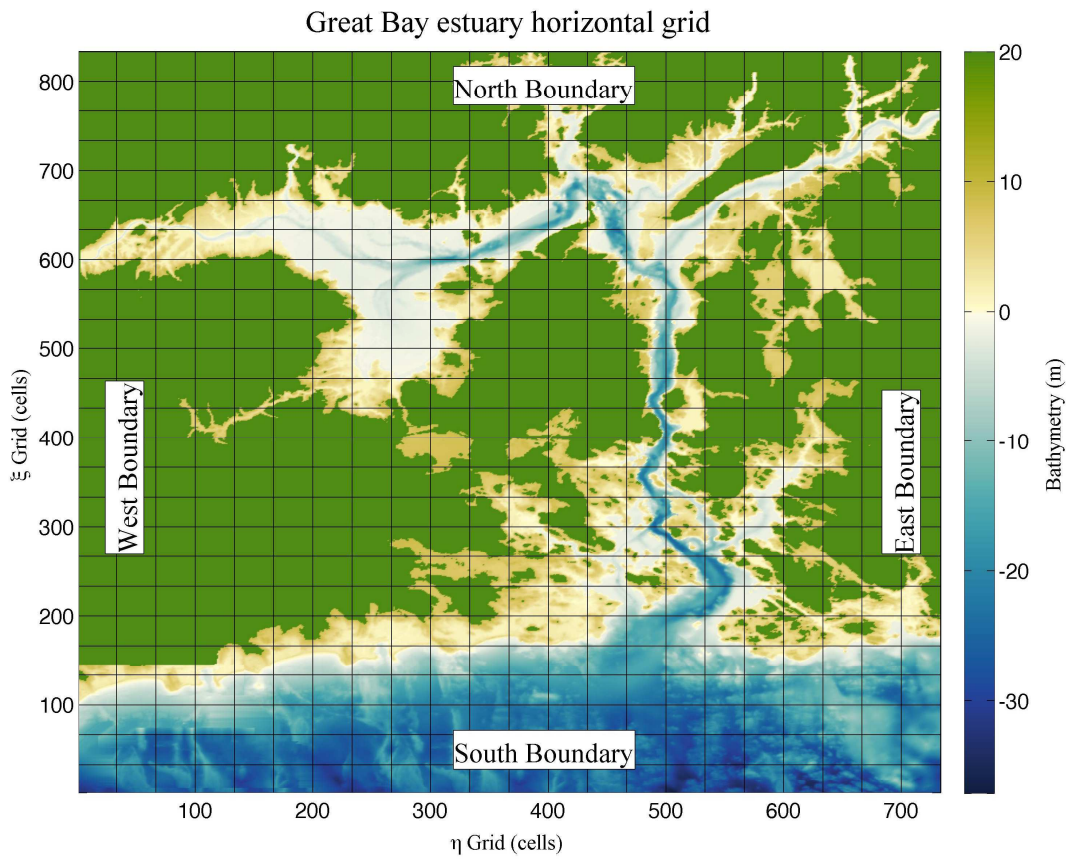 Great Bay estuary horizontal grid
North Boundary
West Boundary
East Boundary
South Boundary
800
700
600
500
400
300
200
100
ξ Grid (cells)
100 200 300 400 500 600 700
η Grid (cells)
20
10
0
-10
-20
-30
Bathymetry (m)